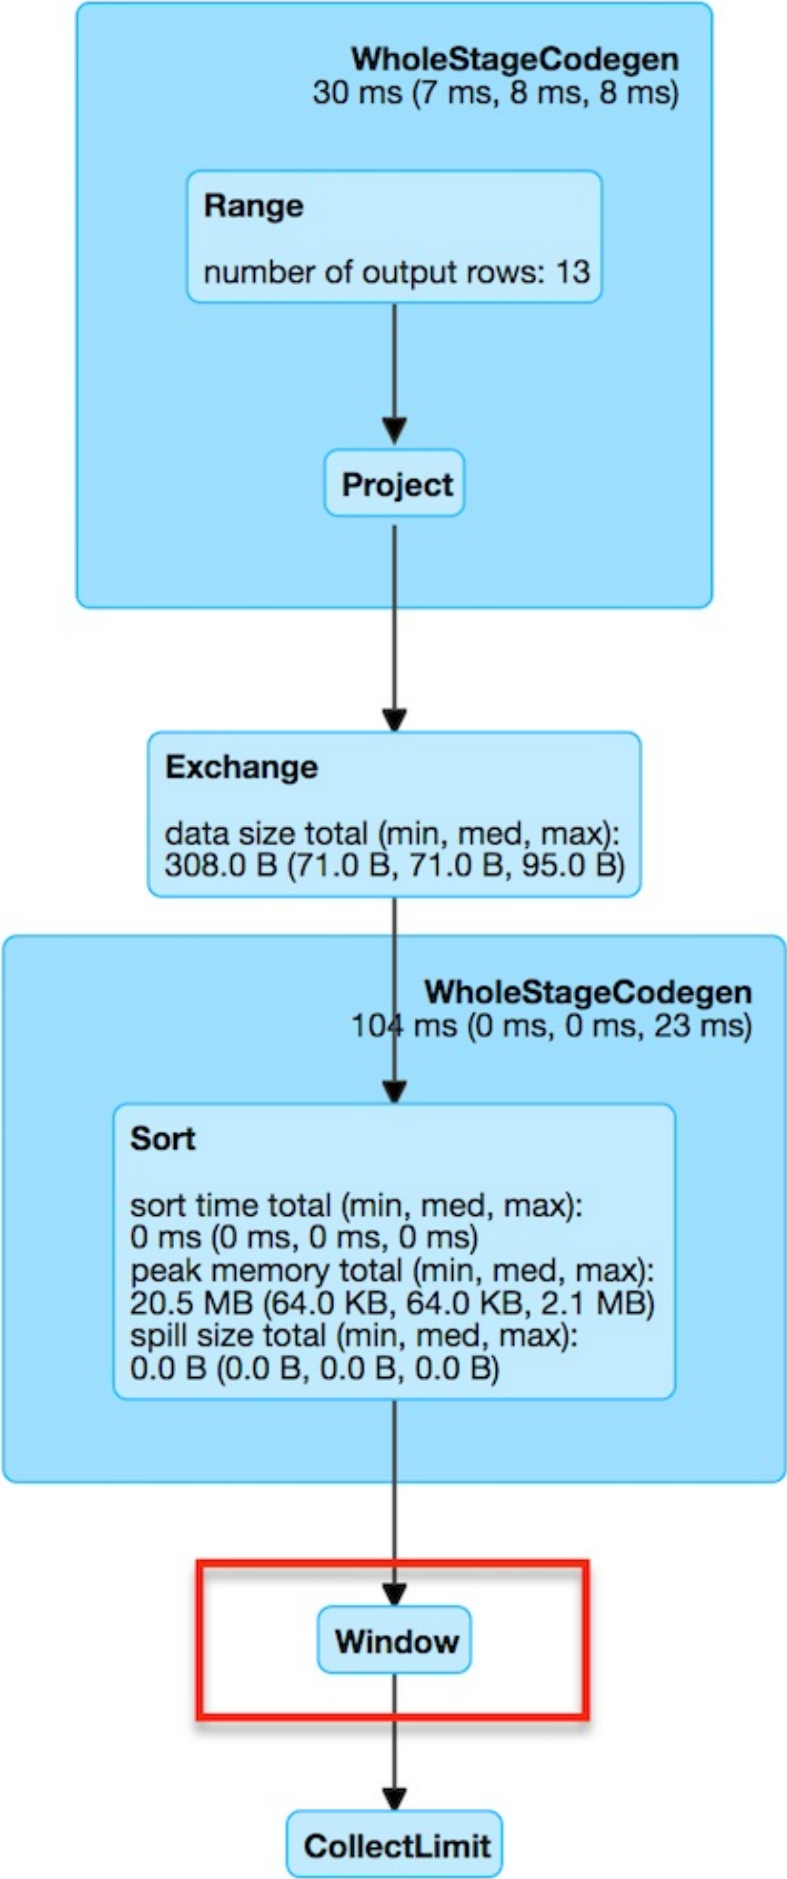 WholeStageCodegen
30 ms (7 ms, 8 ms, 8 ms)
Range
number of output rows: 13
Project
Exchange
data size total (min, med, max):
308.0 B (71.0 B, 71.0 B, 95.0 B)
WholeStageCodegen
104 ms (0 ms, 0 ms, 23 ms)
Sort
sort time total (min, med, max):
0 ms (0 ms, 0 ms, 0 ms)
peak memory total (min, med, max):
20.5 MB (64.0 KB, 64.0 KB, 2.1 MB)
spill size total (min, med, max):
0.0 B (0.0 B, 0.0 B, 0.0 B)
Window
CollectLimit